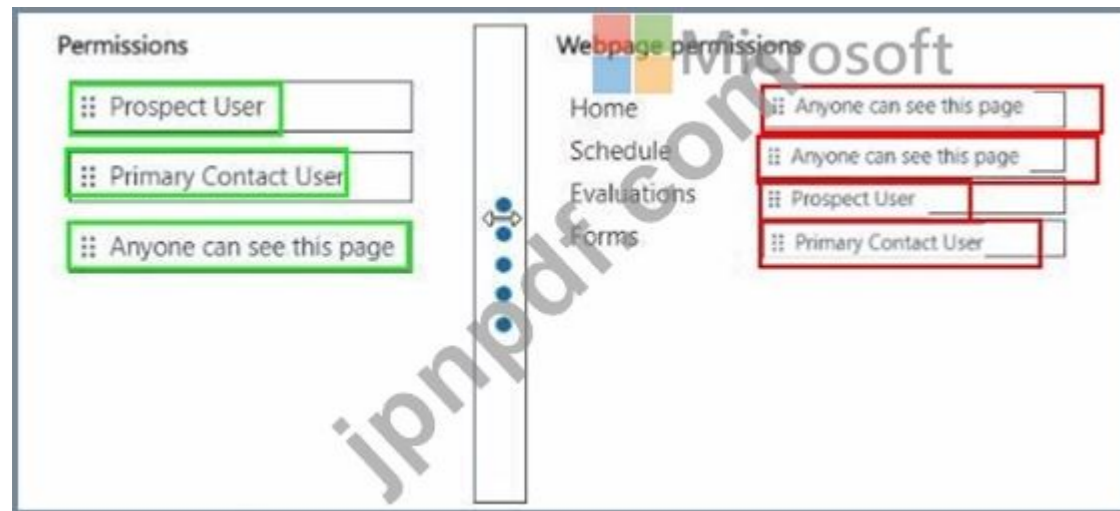 Permissions
Prospect User
Primary Contact User
Anyone can see this page
Microsoft
Webpage permissions
Home Anyone can see this page
Schedule Anyone can see this page
Evaluations Prospect User
Forms Primary Contact User
jpnpdf.com